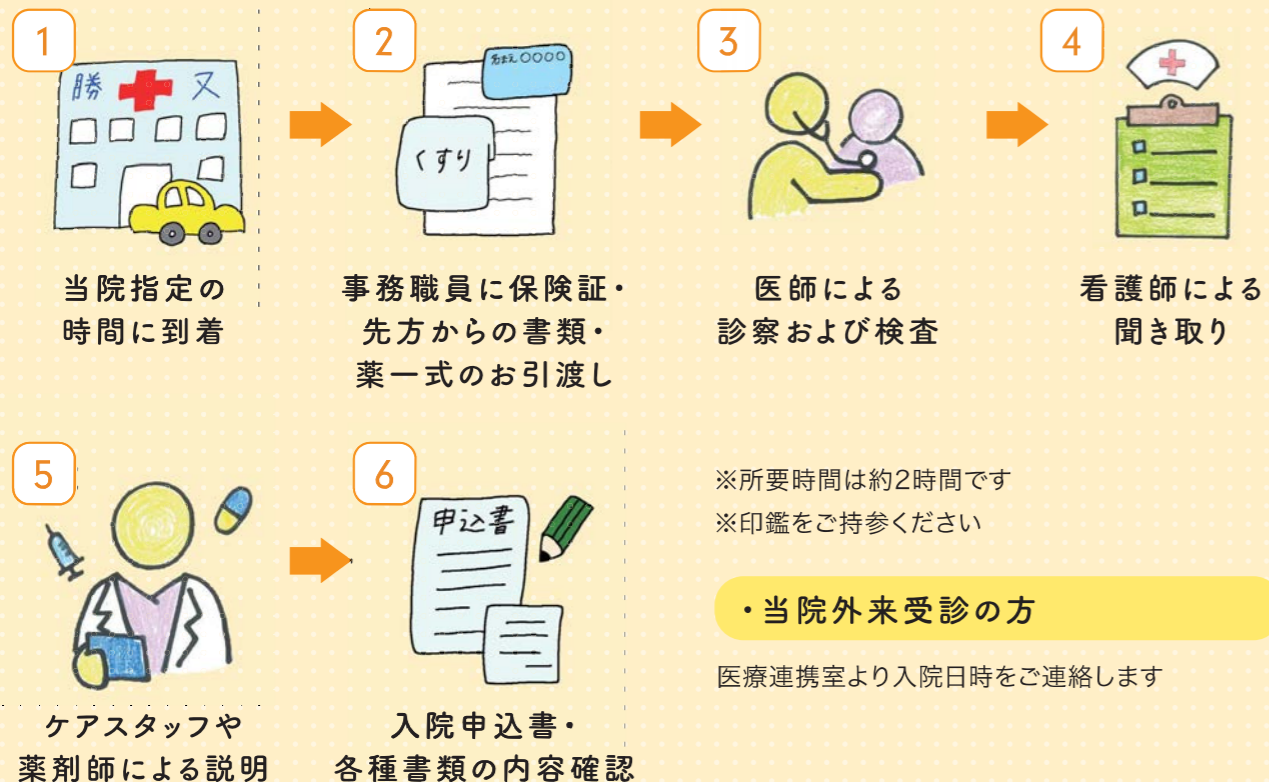 1
勝 又
当院指定の
時間に到着
2
なまえ〇〇〇〇
くすり
事務職員に保険証・
先方からの書類・
薬一式のお引渡し
3
医師による
診察および検査
4
看護師による
聞き取り
5
ケアスタッフや
薬剤師による説明
6
申込書
入院申込書・
各種書類の内容確認
※所要時間は約2時間です
※印鑑をご持参ください
・当院外来受診の方
医療連携室より入院日時をご連絡します